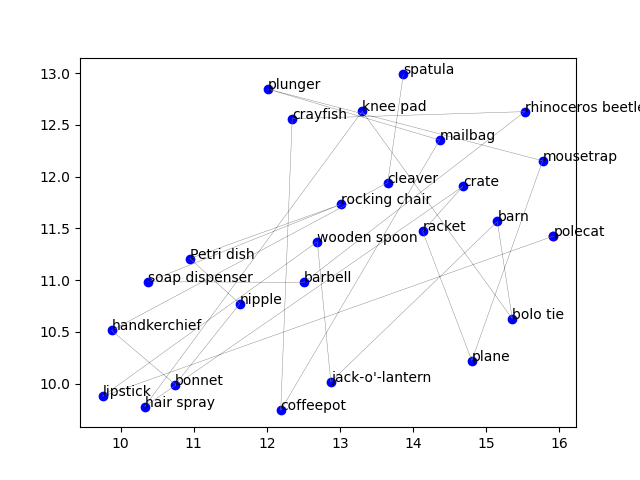 spatula
plunger
knee pad
rhinoceros beetle
crayfish
mailbag
mousetrap
cleaver
crate
rocking chair
barn
racket
polecat
wooden spoon
Petri dish
soap dispenser
barbell
nipple
bolo tie
handkerchief
plane
bonnet
jack-o'-lantern
lipstick
hair spray
coffeepot
13.0
12.5
12.0
11.5
11.0
10.5
10.0
10 11 12 13 14 15 16